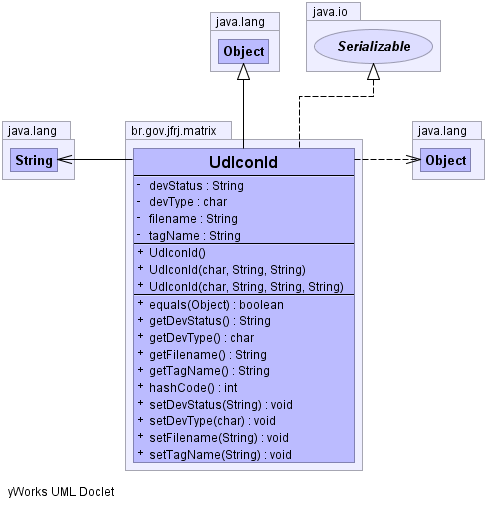 java.lang
Object
java.io
Serializable
java.lang
String
br.gov.jfrj.matrix
UdIconId
- devStatus : String
- devType : char
- filename : String
- tagName : String
+ UdIconId()
+ UdIconId(char, String, String)
+ UdIconId(char, String, String, String)
+ equals(Object) : boolean
+ getDevStatus() : String
+ getDevType() : char
+ getFilename() : String
+ getTagName() : String
+ hashCode() : int
+ setDevStatus(String) : void
+ setDevType(char) : void
+ setFilename(String) : void
+ setTagName(String) : void
java.lang
Object
yWorks UML Doclet